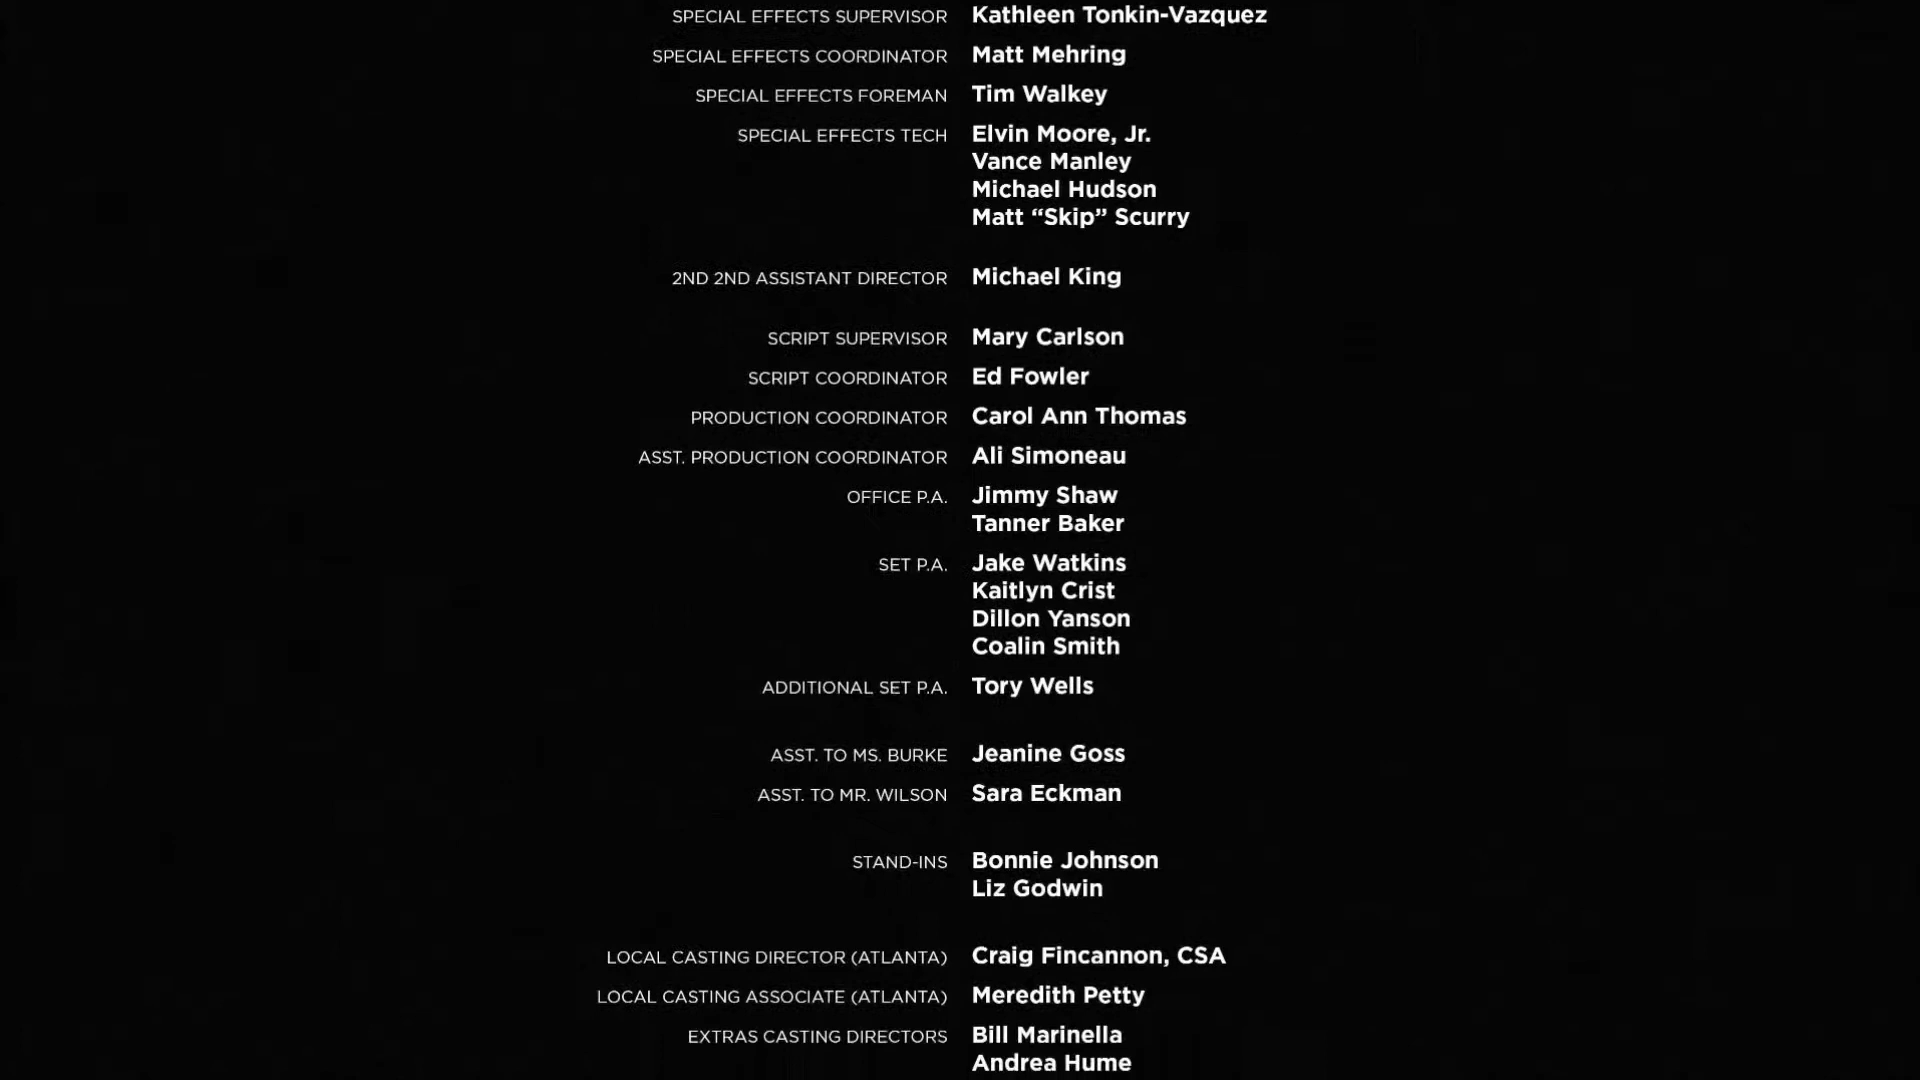 SPECIAL EFFECTS SUPERVISOR Kathleen Tonkin-Vazquez
SPECIAL EFFECTS COORDINATOR Matt Mehring
SPECIAL EFFECTS FOREMAN Tim Walkey
SPECIAL EFFECTS TECH Elvin Moore, Jr.
Vance Manley
Michael Hudson
Matt “Skip” Scurry
2ND 2ND ASSISTANT DIRECTOR Michael King
SCRIPT SUPERVISOR Mary Carlson
SCRIPT COORDINATOR Ed Fowler
PRODUCTION COORDINATOR Carol Ann Thomas
ASST. PRODUCTION COORDINATOR Ali Simoneau
OFFICE P.A. Jimmy Shaw
Tanner Baker
SET P.A. Jake Watkins
Kaitlyn Crist
Dillon Yanson
Coalin Smith
ADDITIONAL SET P.A. Tory Wells
ASST. TO MS. BURKE Jeanine Goss
ASST. TO MR. WILSON Sara Eckman
STAND-INS Bonnie Johnson
Liz Godwin
LOCAL CASTING DIRECTOR (ATLANTA) Craig Fincannon, CSA
LOCAL CASTING ASSOCIATE (ATLANTA) Meredith Petty
EXTRAS CASTING DIRECTORS Bill Marinella
Andrea Hume